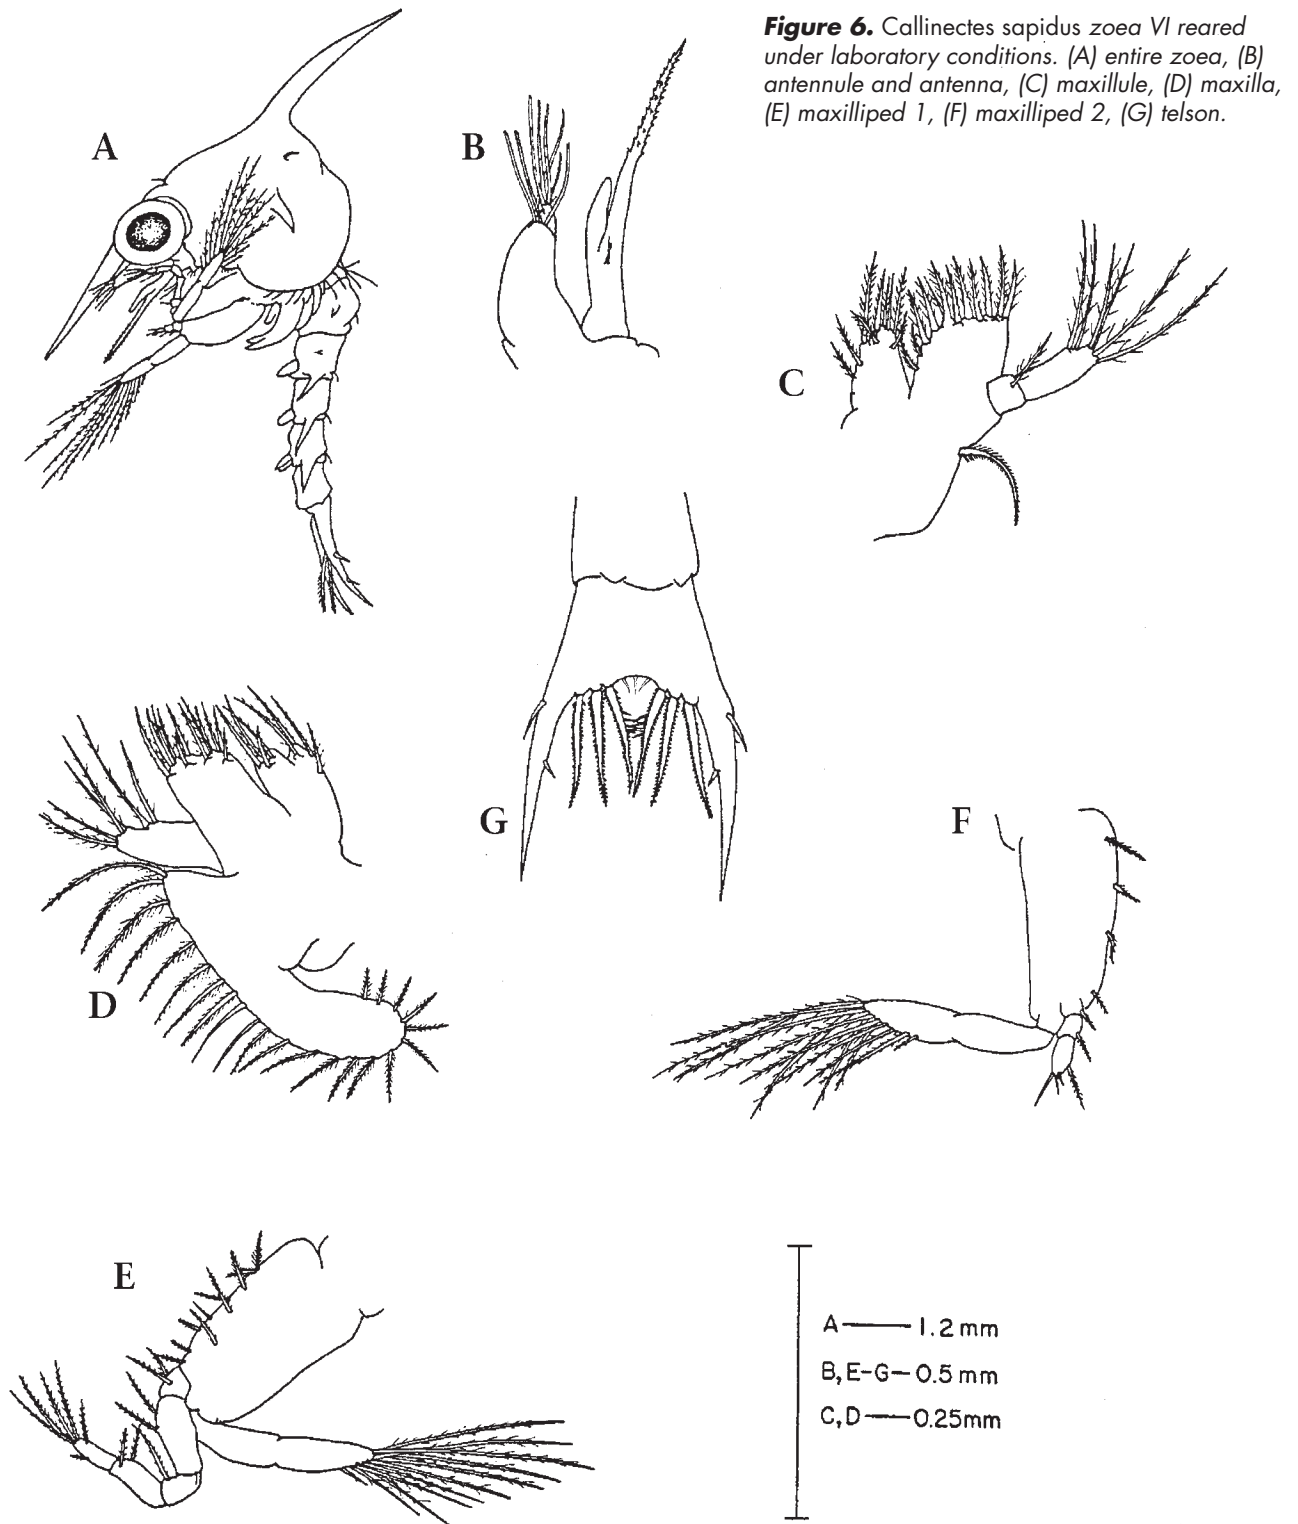 Figure 6. Callinectes sapidus zoea VI reared
under laboratory conditions. (A) entire zoea, (B)
antennule and antenna, (C) maxillule, (D) maxilla,
(E) maxilliped 1, (F) maxilliped 2, (G) telson.
A
B
C
D
G
F
E
A — 1.2 mm
B, E-G — 0.5 mm
C, D — 0.25mm